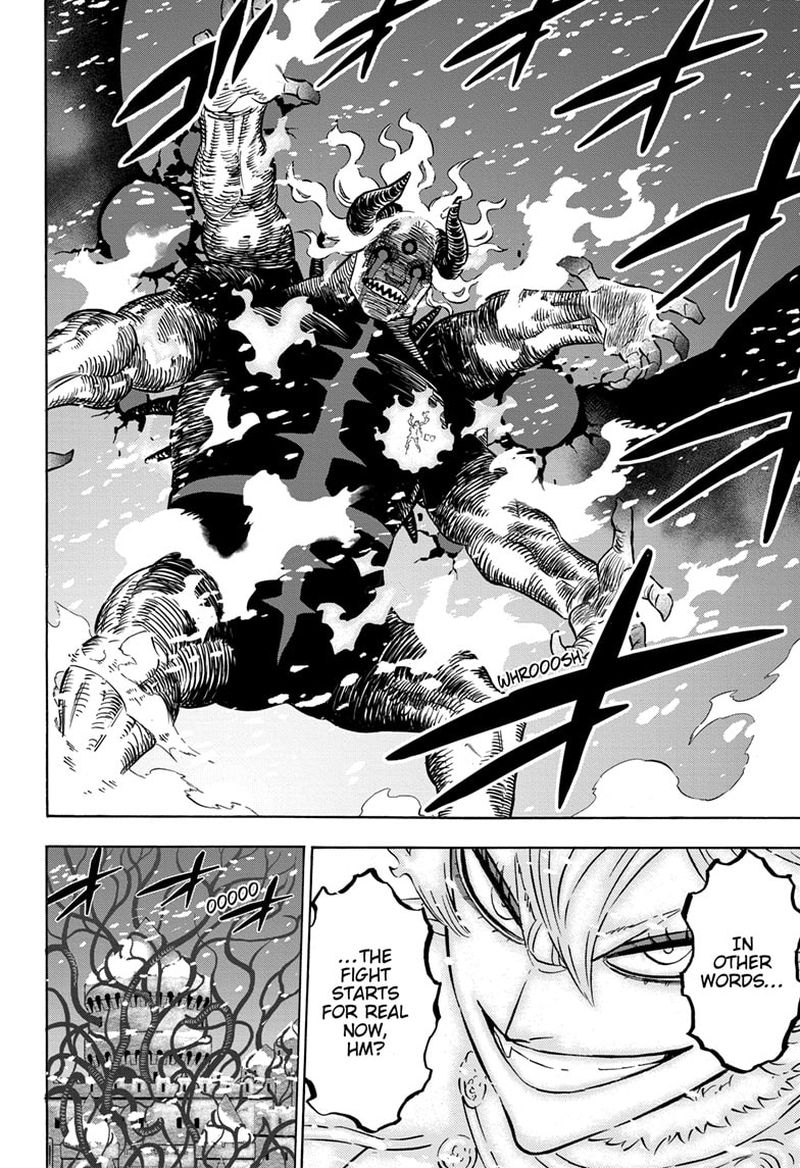 WHROOOSH
OOOOO
IN
OTHER
WORDS...
...THE
FIGHT
STARTS
FOR REAL
NOW,
HM?